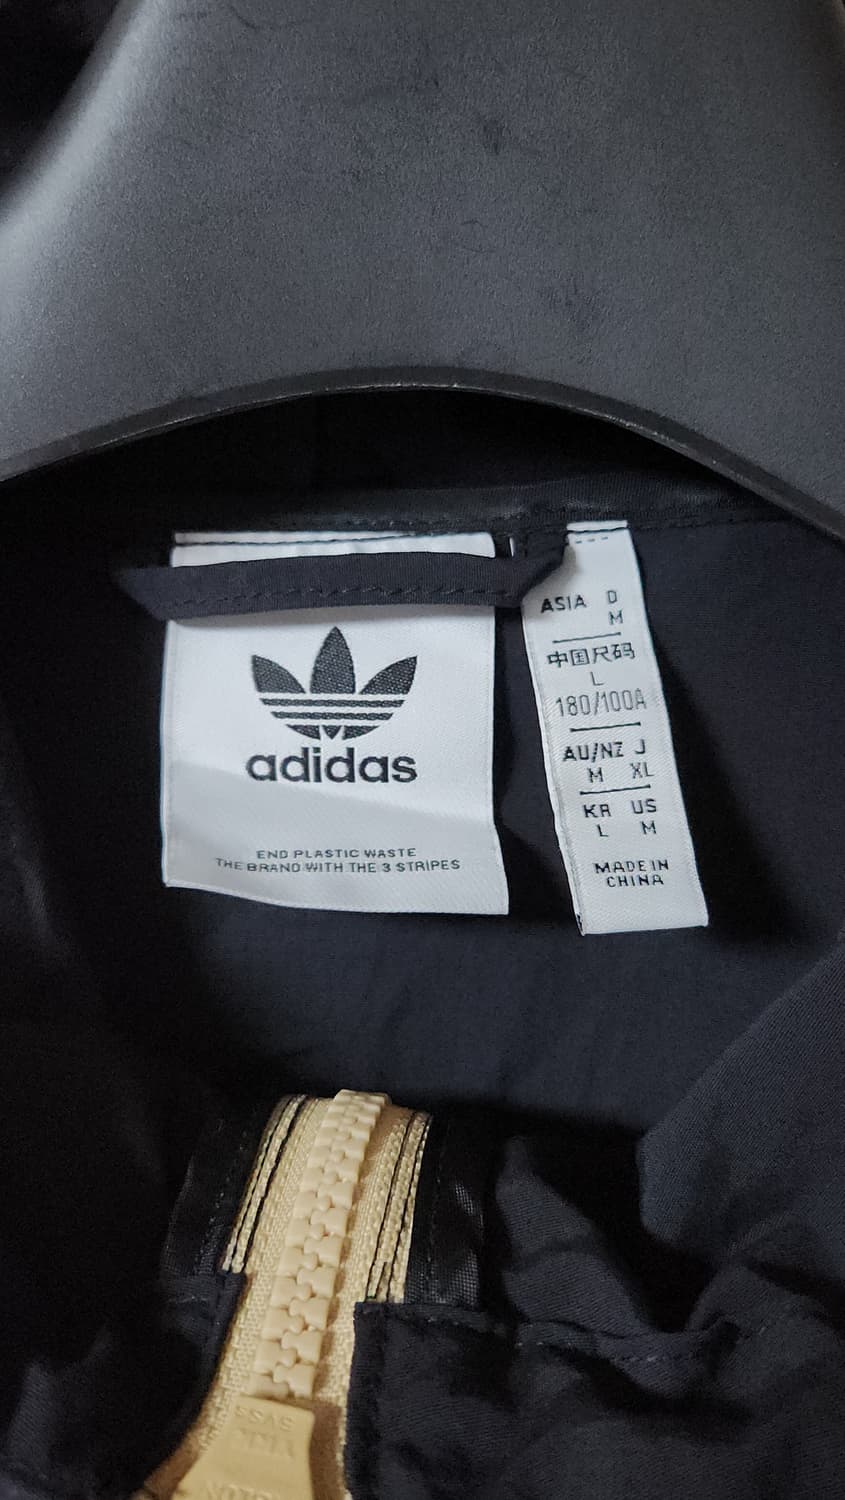 adidas
END PLASTIC WASTE
THE BRAND WITH THE 3 STRIPES
ASIA D
M
中国尺码
L
180/100A
AU/NZ J
M XL
KR US
L M
MADE IN
CHINA
YKK